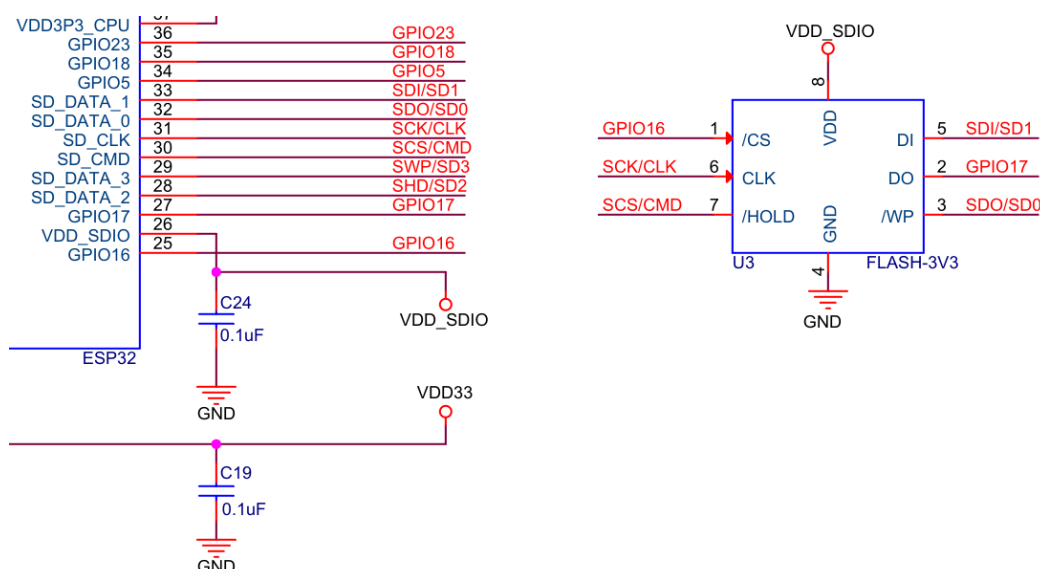 37
VDD3P3_CPU
36
GPIO23
GPIO23
35
GPIO18
GPIO18
34
GPIO5
GPIO5
33
SDI/SD1
SD_DATA_1
32
SDO/SD0
SD_DATA_0
31
SCK/CLK
SD_CLK
30
SCS/CMD
SD_CMD
29
SWP/SD3
SD_DATA_3
28
SHD/SD2
SD_DATA_2
27
GPIO17
GPIO17
26
VDD_SDIO
25
GPIO16
GPIO16
C24
0.1uF
VDD_SDIO
ESP32
GND
VDD33
C19
0.1uF
GND
VDD_SDIO
8
VDD
GPIO16
1
/CS
DI
5
SDI/SD1
SCK/CLK
6
CLK
DO
2
GPIO17
SCS/CMD
7
/HOLD
/WP
3
SDO/SD0
GND
U3
FLASH-3V3
4
GND